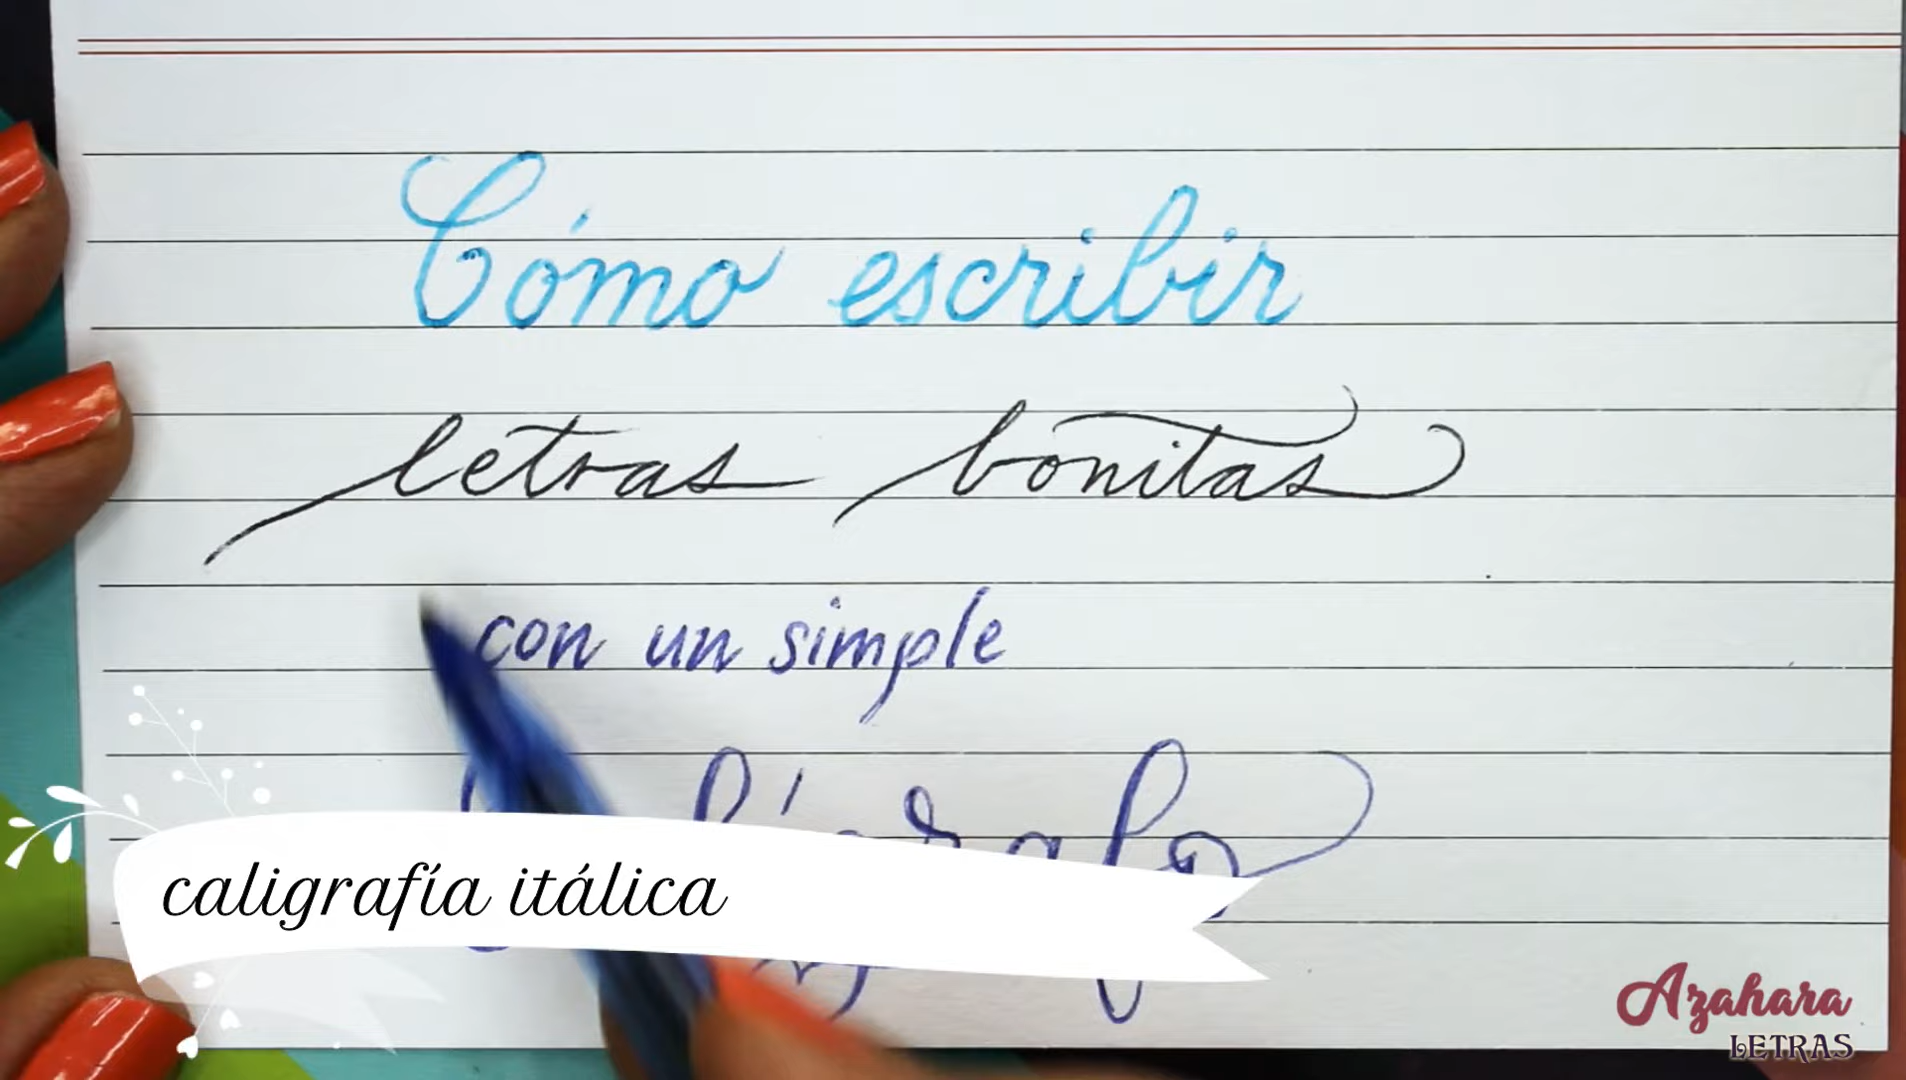 Cómo escribir
letras bonitas
con un simple
caligrafía itálica
Azahara
LETRAS